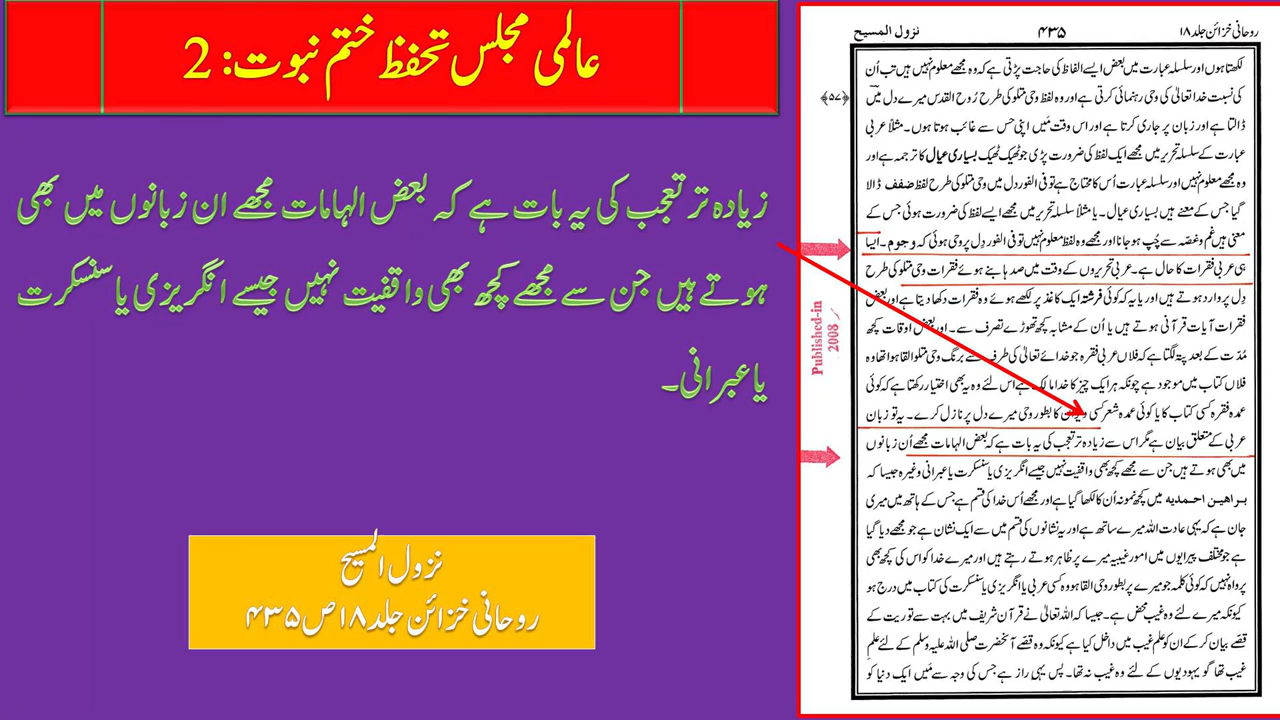 عالمی مجلس تحفظ ختم نبوت: 2
زیادہ تر تعجب کی یہ بات ہے کہ بعض الہامات مجھے ان زبانوں میں بھی
ہوتے ہیں جن سے مجھے کچھ بھی واقفیت نہیں جیسے انگریزی یا سنسکرت
یا عبرانی۔
نزول المسیح
روحانی خزائن جلد ۱۸ ص ۴۳۵
روحانی خزائن جلد ۱۸
۴۳۵
نزول المسیح
لکھتا ہوں اور سلسلہ عبارت میں بعض ایسے الفاظ کی حاجت پڑتی ہے کہ وہ مجھے معلوم نہیں ہیں تب اُن
کی نسبت خدا تعالیٰ کی وحی رہنمائی کرتی ہے اور وہ لفظ وحی متلو کی طرح رُوح القدس میرے دل میں
﴿۵۷﴾
ڈالتا ہے اور زبان پر جاری کرتا ہے اور اس وقت مَیں اپنی حس سے غائب ہوتا ہوں۔ مثلاً عربی
عبارت کے سلسلہ تحریر میں مجھے ایک لفظ کی ضرورت پڑی جو ٹھیک ٹھیک بسیاری عیال کا ترجمہ ہے اور
وہ مجھے معلوم نہیں اور سلسلہ عبارت اُس کا محتاج ہے تو فی الفور دل میں وحی متلو کی طرح لفظ ضفف ڈالا
گیا جس کے معنے ہیں بسیاری عیال۔ یا مثلاً سلسلہ تحریر میں مجھے ایسے لفظ کی ضرورت ہوئی جس کے
معنی ہیں غم و غصہ سے چُپ ہو جانا اور مجھے وہ لفظ معلوم نہیں تو فی الفور دِل پر وحی ہوئی کہ وجوم۔ ایسا
ہی عربی فقرات کا حال ہے۔ عربی تحریروں کے وقت میں صدہا بنے ہوئے فقرات وحی متلو کی طرح
دِل پر وارد ہوتے ہیں اور یا یہ کہ کوئی فرشتہ ایک کاغذ پر لکھے ہوئے وہ فقرات دکھا دیتا ہے اور بعض
فقرات آیات قرآنی ہوتے ہیں یا اُن کے مشابہ کچھ تھوڑے تصرف سے۔ اور بعض اوقات کچھ
مُدّت کے بعد پتہ لگتا ہے کہ فلاں عربی فقرہ جو خدائے تعالیٰ کی طرف سے برنگ وحی متلو القا ہوا تھا وہ
فلاں کتاب میں موجود ہے چونکہ ہر ایک چیز کا خدا مالک ہے اس لئے وہ یہ بھی اختیار رکھتا ہے کہ کوئی
عمدہ فقرہ کسی کتاب کا یا کوئی عمدہ شعر کسی کا بطور وحی میرے دل پر نازل کرے۔ یہ تو زبان
عربی کے متعلق بیان ہے مگر اس سے زیادہ تر تعجب کی یہ بات ہے کہ بعض الہامات مجھے اُن زبانوں
میں بھی ہوتے ہیں جن سے مجھے کچھ بھی واقفیت نہیں جیسے انگریزی یا سنسکرت یا عبرانی وغیرہ جیسا کہ
براھین احمدیہ میں کچھ نمونہ اُن کا لکھا گیا ہے اور مجھے اُس خدا کی قسم ہے جس کے ہاتھ میں میری
جان ہے کہ یہی عادت اللہ میرے ساتھ ہے اور یہ نشانوں کی قسم میں سے ایک نشان ہے جو مجھے دیا گیا
ہے جو مختلف پیرایوں میں امور غیبیہ میرے پر ظاہر ہوتے رہتے ہیں اور میرے خدا کو اس کی کچھ بھی
پروا نہیں کہ کوئی کلمہ جو میرے پر بطور وحی القا ہو وہ کسی عربی یا انگریزی یا سنسکرت کی کتاب میں درج ہو
کیونکہ میرے لئے وہ غیب محض ہے۔ جیسا کہ اللہ تعالیٰ نے قرآن شریف میں بہت سے توریت کے
قصّے بیان کر کے ان کو علم غیب میں داخل کیا ہے کیونکہ وہ قصّے آنحضرت صلی اللہ علیہ وسلم کے لئے علم
غیب تھا گو یہودیوں کے لئے وہ غیب نہ تھا۔ پس یہی راز ہے جس کی وجہ سے مَیں ایک دنیا کو
Published-in
2008